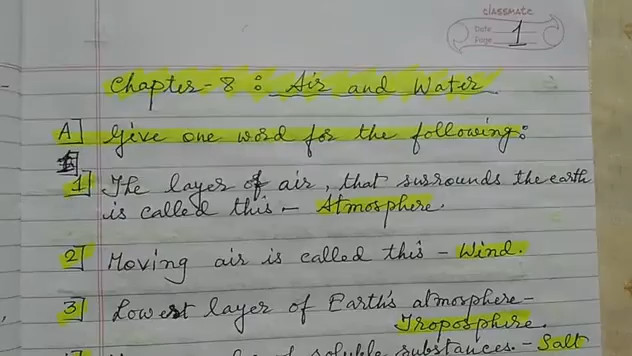 classmate
Date
Page 1
Chapter-8 : Air and Water
A] Give one word for the following:
1] The layer of air, that surrounds the earth
is called this - Atmosphere.
2] Moving air is called this - Wind.
3] Lowest layer of Earth's atmosphere-
Troposphere.
soluble substances. - Salt